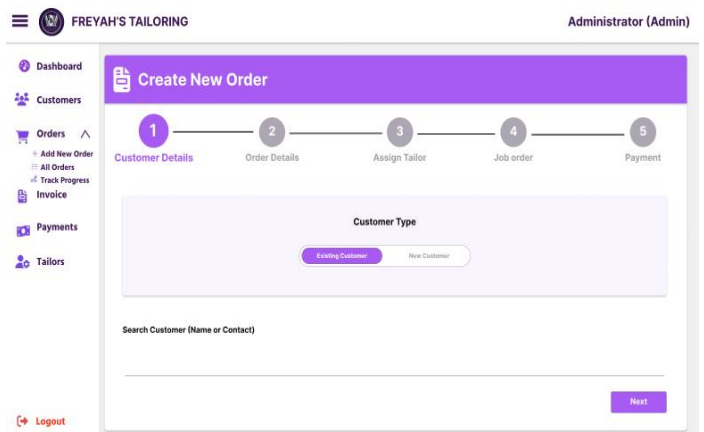 FREYAH'S TAILORING
Administrator (Admin)
Dashboard
Customers
Orders
+ Add New Order
All Orders
Track Progress
Invoice
Payments
Tailors
Logout
Create New Order
1 2 3 4 5
Customer Details Order Details Assign Tailor Job order Payment
Customer Type
Existing Customer New Customer
Search Customer (Name or Contact)
Next